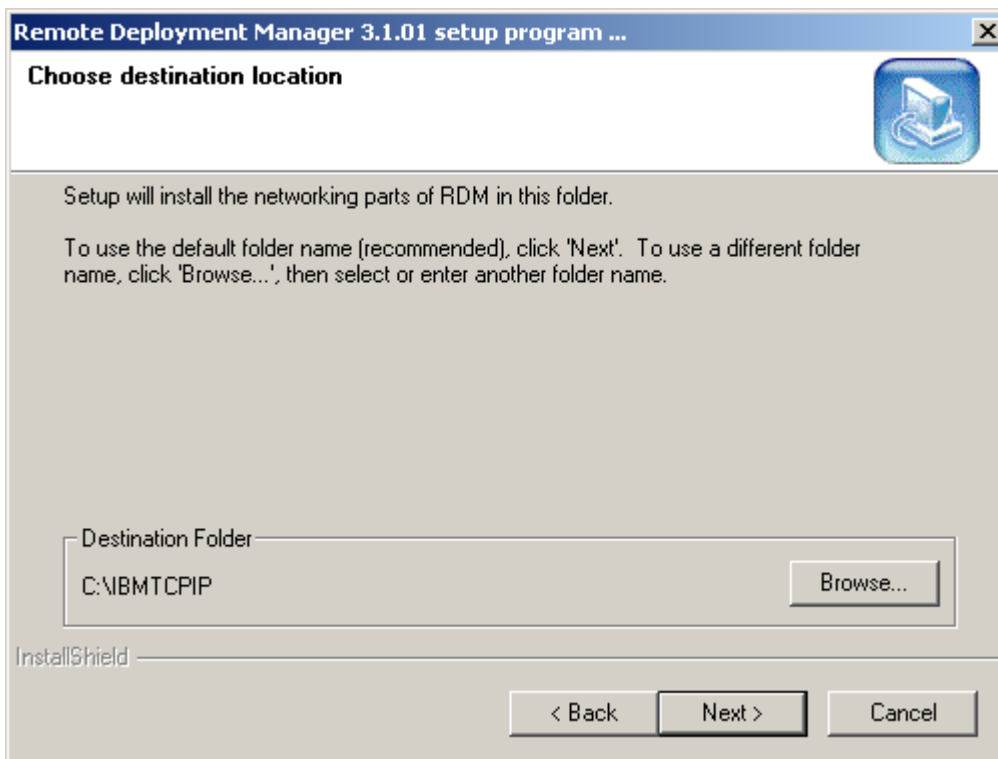 Remote Deployment Manager 3.1.01 setup program ...
Choose destination location
Setup will install the networking parts of RDM in this folder.
To use the default folder name (recommended), click 'Next'. To use a different folder
name, click 'Browse...', then select or enter another folder name.
Destination Folder
C:\IBMTCPIP
Browse...
InstallShield
< Back
Next >
Cancel